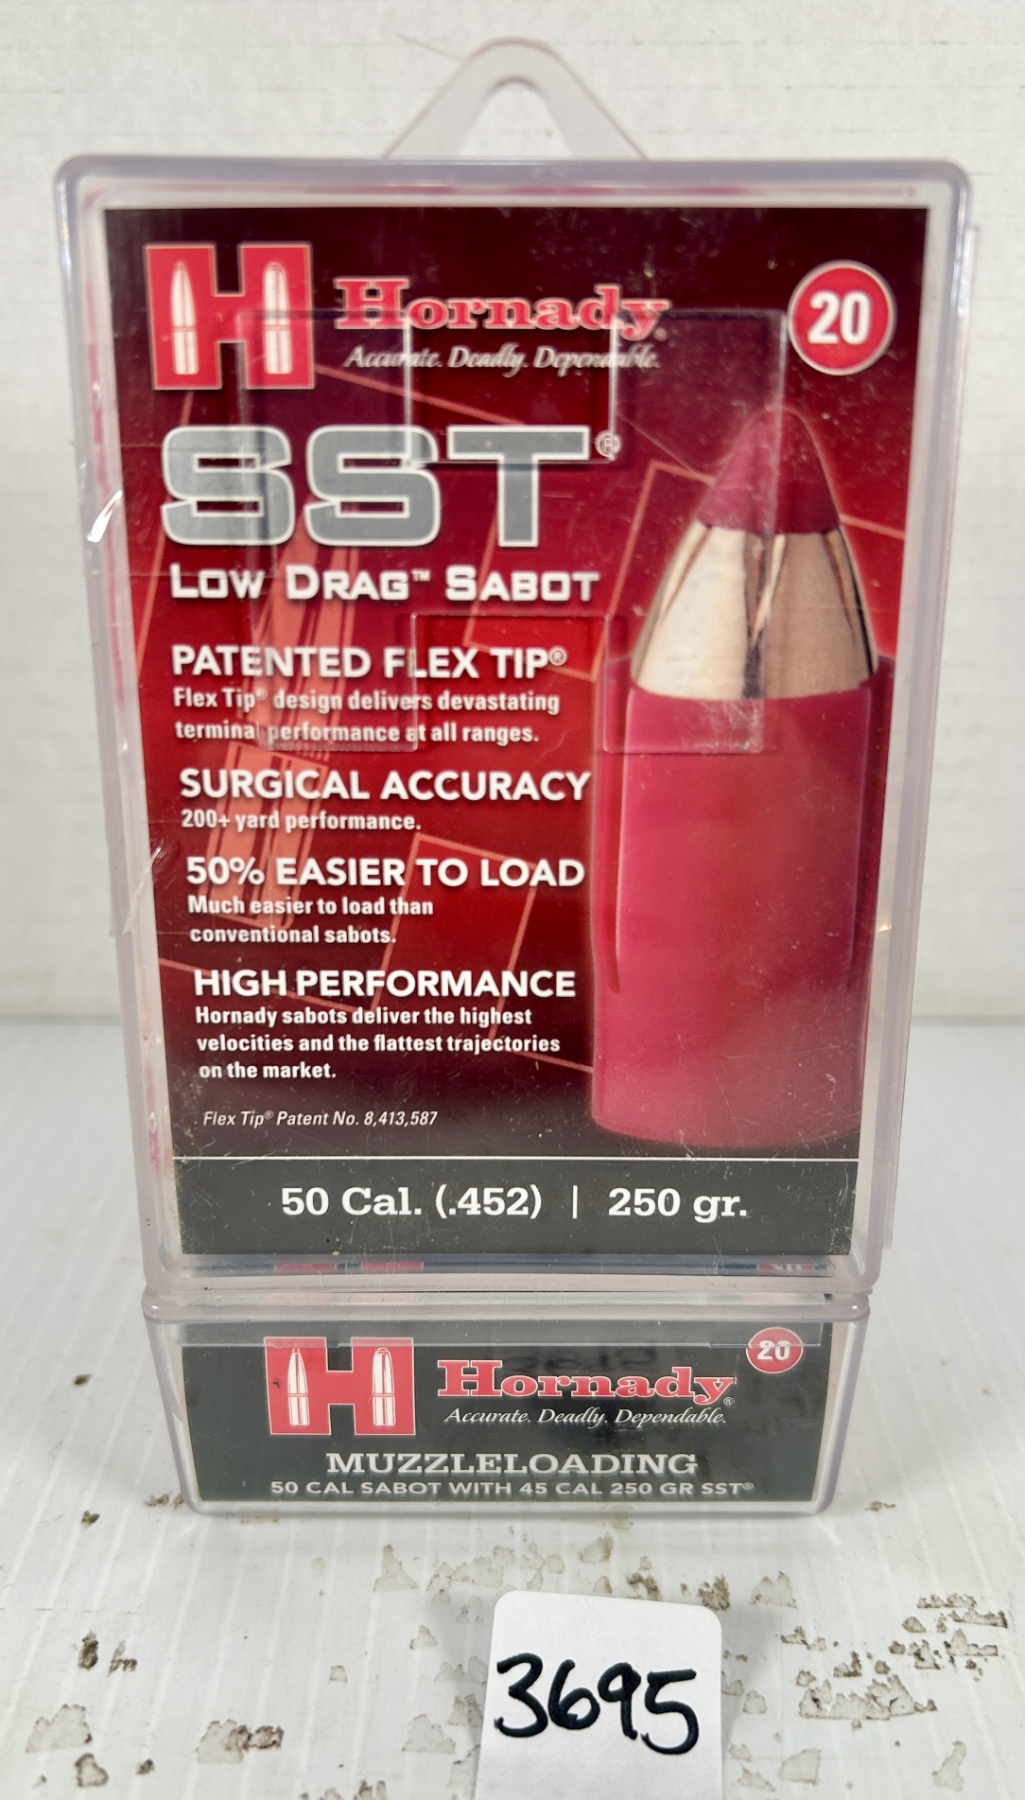 Hornady
Accurate. Deadly. Dependable.
20
SST®
LOW DRAG™ SABOT
PATENTED FLEX TIP®
Flex Tip® design delivers devastating
terminal performance at all ranges.
SURGICAL ACCURACY
200+ yard performance.
50% EASIER TO LOAD
Much easier to load than
conventional sabots.
HIGH PERFORMANCE
Hornady sabots deliver the highest
velocities and the flattest trajectories
on the market.
Flex Tip® Patent No. 8,413,587
50 Cal. (.452) | 250 gr.
20
Hornady®
Accurate. Deadly. Dependable.
MUZZLELOADING
50 CAL SABOT WITH 45 CAL 250 GR SST®
3695